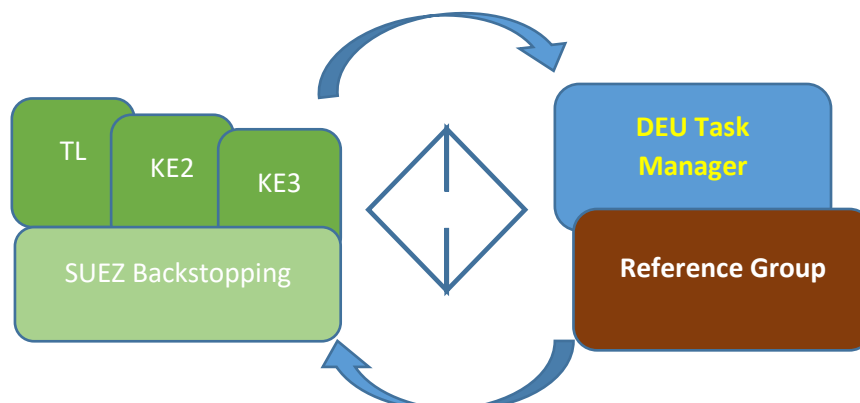 TL
KE2
KE3
SUEZ Backstopping
DEU Task
Manager
Reference Group